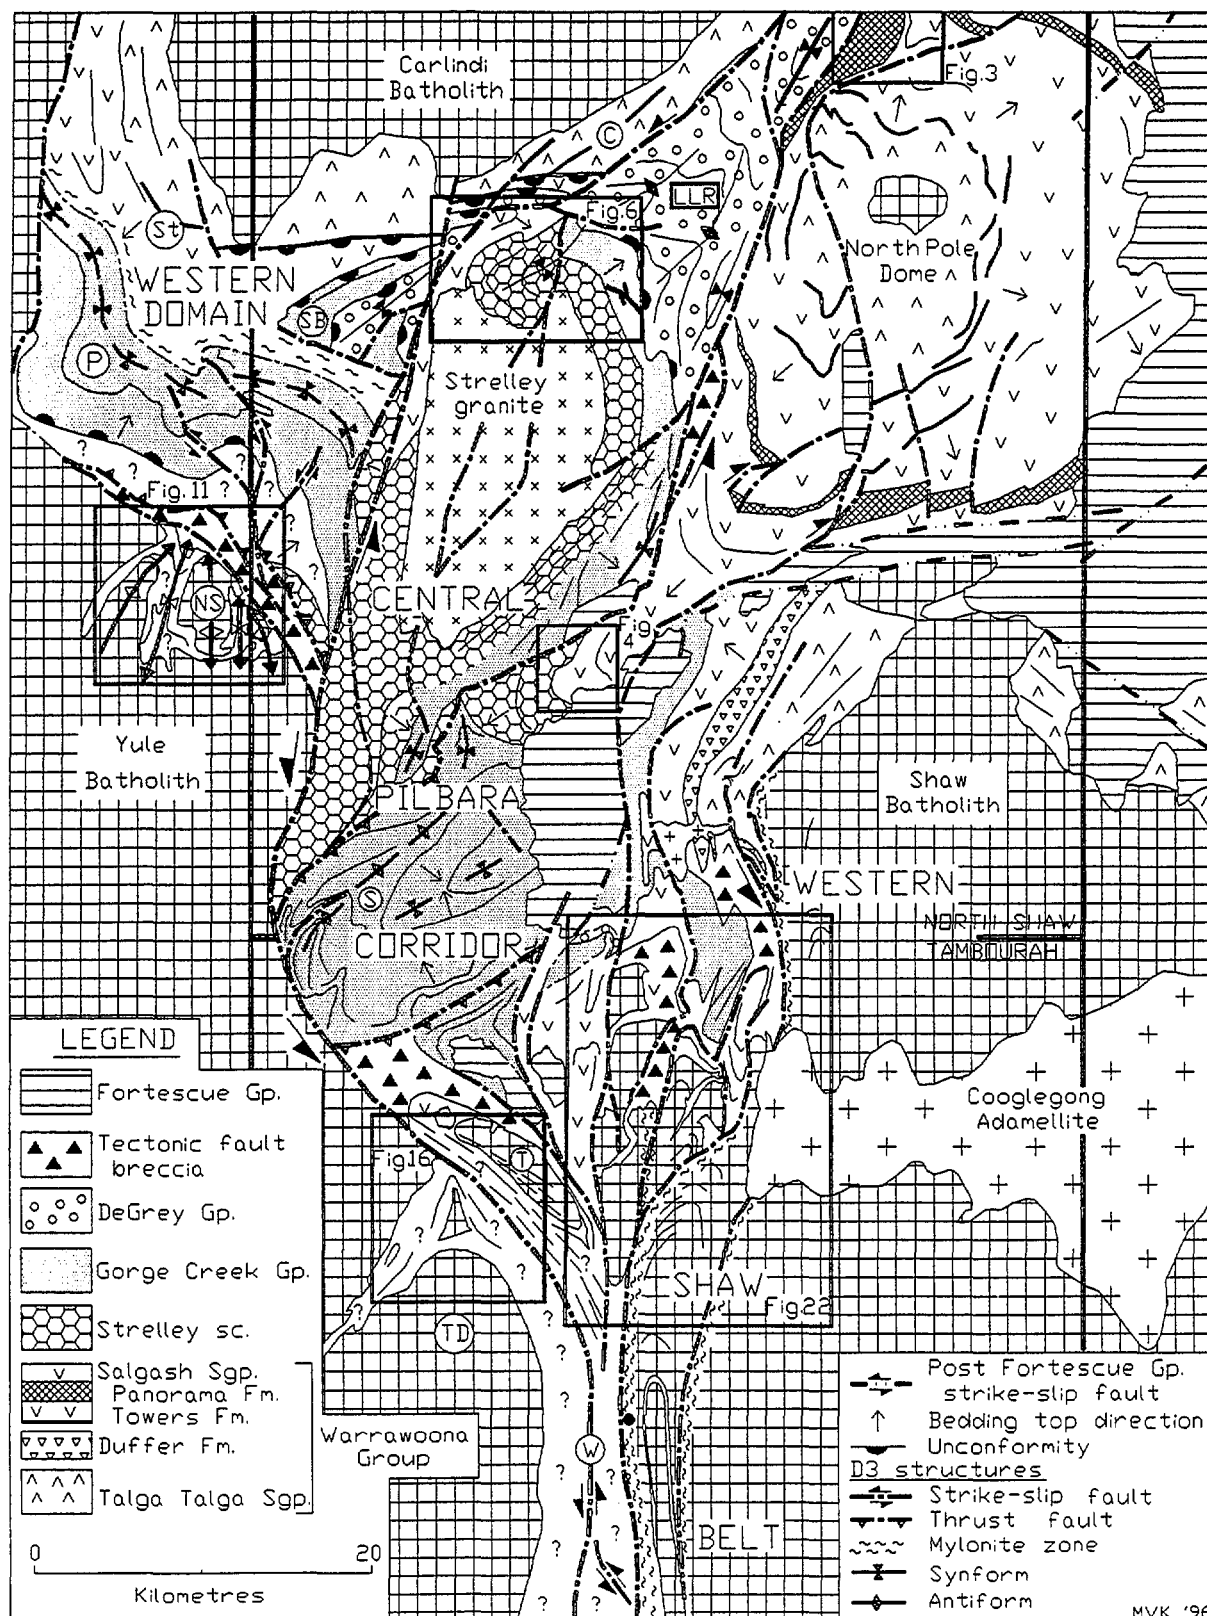 Carlindi
Batholith
Fig.3
C
LLR
Fig.6
St
North Pole
Dome
WESTERN
DOMAIN
SB
P
Strelley
granite
Fig.11
NS
CENTRAL
Fig.
9
Yule
Batholith
PILBARA
Shaw
Batholith
S
WESTERN
NORTH SHAW
TAMBOURAH
CORRIDOR
Cooglegong
Adamellite
Fig.16
T
SHAW
Fig.22
TD
W
BELT
LEGEND
Fortescue Gp.
Tectonic fault
breccia
DeGrey Gp.
Gorge Creek Gp.
Strelley sc.
Salgash Sgp.
Panorama Fm.
Towers Fm.
Duffer Fm.
Talga Talga Sgp.
Warrawoona
Group
0 20
Kilometres
Post Fortescue Gp.
strike-slip fault
Bedding top direction
Unconformity
D3 structures
Strike-slip fault
Thrust fault
Mylonite zone
Synform
Antiform
MVK '96